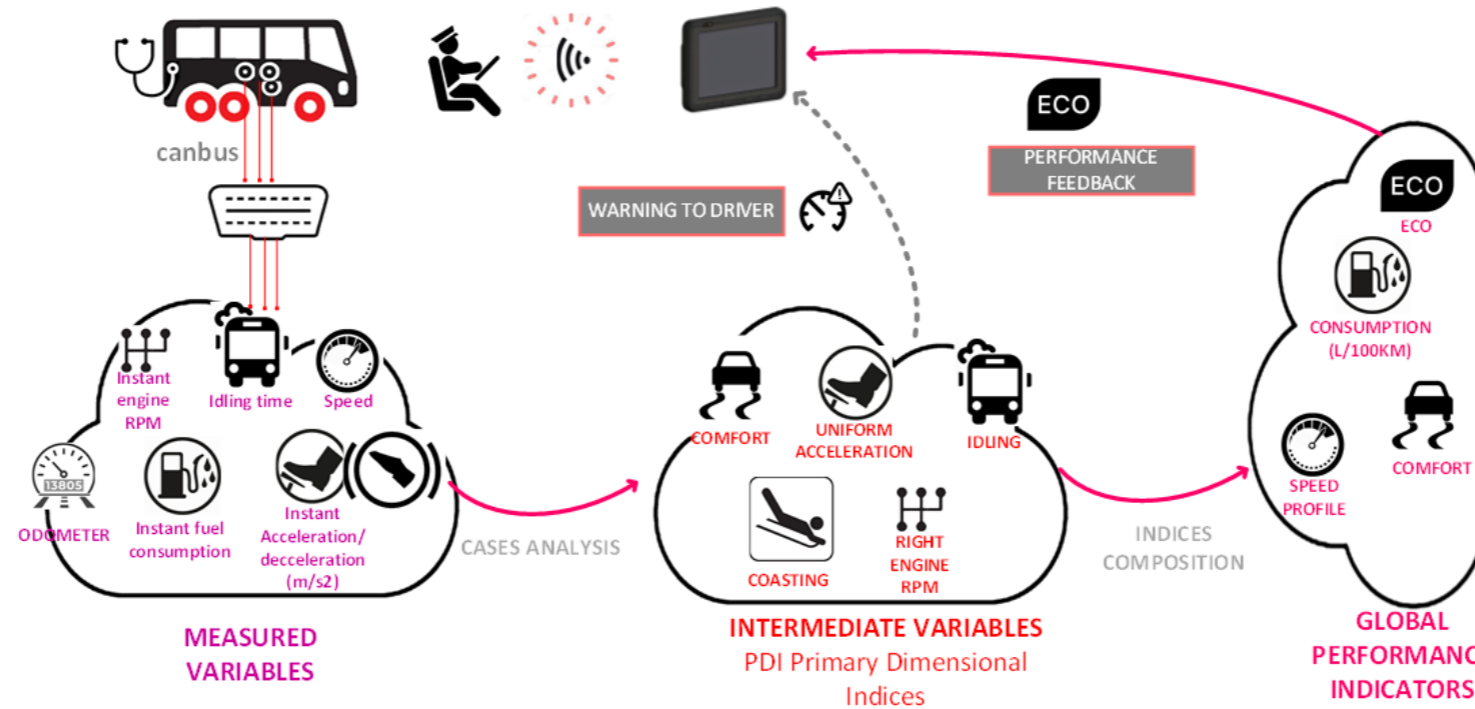 canbus
ECO
PERFORMANCE
FEEDBACK
WARNING TO DRIVER
ECO
ECO
CONSUMPTION
(L/100KM)
COMFORT
SPEED
PROFILE
Instant
engine
RPM
Idling time
Speed
13805
ODOMETER
Instant fuel
consumption
Instant
Acceleration/
decceleration
(m/s2)
CASES ANALYSIS
COMFORT
UNIFORM
ACCELERATION
IDLING
COASTING
RIGHT
ENGINE
RPM
INDICES
COMPOSITION
MEASURED
VARIABLES
INTERMEDIATE VARIABLES
PDI Primary Dimensional
Indices
GLOBAL
PERFORMANC
INDICATORS